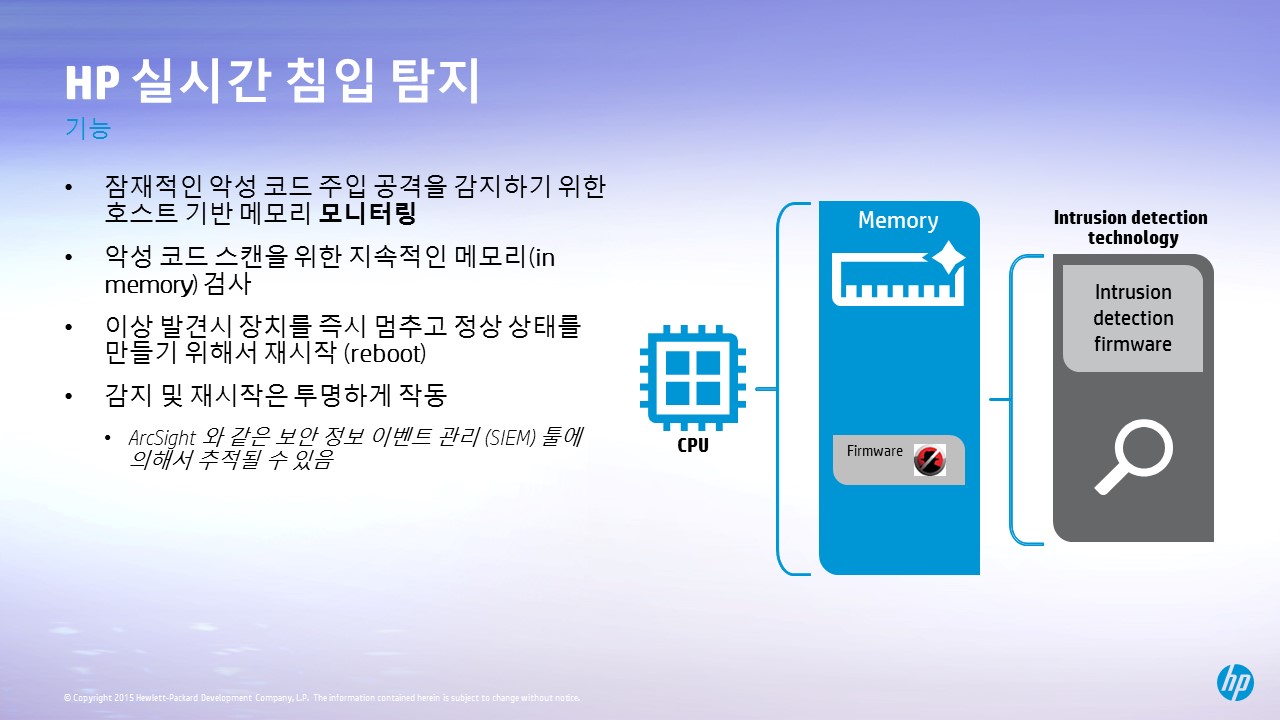 HP 실시간 침입 탐지
기능
• 잠재적인 악성 코드 주입 공격을 감지하기 위한
호스트 기반 메모리 모니터링
• 악성 코드 스캔을 위한 지속적인 메모리(in
memory) 검사
• 이상 발견시 장치를 즉시 멈추고 정상 상태를
만들기 위해서 재시작 (reboot)
• 감지 및 재시작은 투명하게 작동
• ArcSight 와 같은 보안 정보 이벤트 관리 (SIEM) 툴에
의해서 추적될 수 있음
CPU
Memory
Firmware
Intrusion detection
technology
Intrusion
detection
firmware
© Copyright 2015 Hewlett-Packard Development Company, L.P. The information contained herein is subject to change without notice.
hp